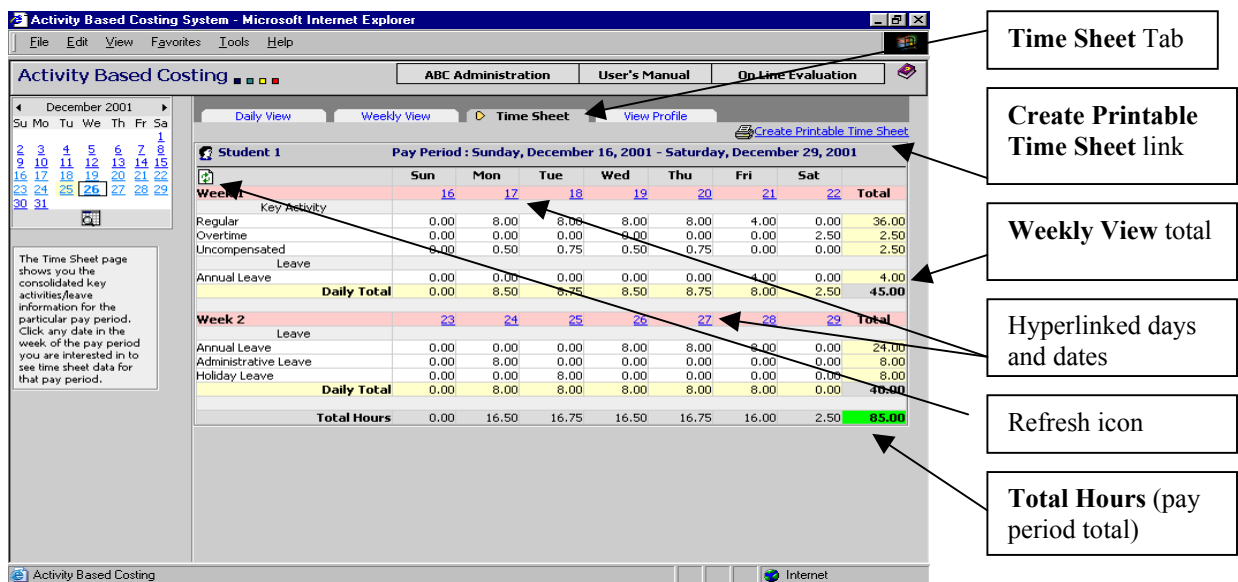 Activity Based Costing System - Microsoft Internet Explorer
File Edit View Favorites Tools Help
Activity Based Costing
ABC Administration User's Manual On Line Evaluation
December 2001
Su Mo Tu We Th Fr Sa
1
2 3 4 5 6 7 8
9 10 11 12 13 14 15
16 17 18 19 20 21 22
23 24 25 26 27 28 29
30 31
The Time Sheet page
shows you the
consolidated key
activities/leave
information for the
particular pay period.
Click any date in the
week of the pay period
you are interested in to
see time sheet data for
that pay period.
Daily View Weekly View Time Sheet View Profile
Create Printable Time Sheet
Student 1 Pay Period : Sunday, December 16, 2001 - Saturday, December 29, 2001
Sun Mon Tue Wed Thu Fri Sat
Week 1 16 17 18 19 20 21 22 Total
Key Activity
Regular 0.00 8.00 8.00 8.00 8.00 4.00 0.00 36.00
Overtime 0.00 0.00 0.00 0.00 0.00 0.00 2.50 2.50
Uncompensated 0.00 0.50 0.75 0.50 0.75 0.00 0.00 2.50
Leave
Annual Leave 0.00 0.00 0.00 0.00 0.00 4.00 0.00 4.00
Daily Total 0.00 8.50 8.75 8.50 8.75 8.00 2.50 45.00
Week 2 23 24 25 26 27 28 29 Total
Leave
Annual Leave 0.00 0.00 0.00 8.00 8.00 8.00 0.00 24.00
Administrative Leave 0.00 8.00 0.00 0.00 0.00 0.00 0.00 8.00
Holiday Leave 0.00 0.00 8.00 0.00 0.00 0.00 0.00 8.00
Daily Total 0.00 8.00 8.00 8.00 8.00 8.00 0.00 40.00
Total Hours 0.00 16.50 16.75 16.50 16.75 16.00 2.50 85.00
Activity Based Costing Internet
Time Sheet Tab
Create Printable
Time Sheet link
Weekly View total
Hyperlinked days
and dates
Refresh icon
Total Hours (pay
period total)